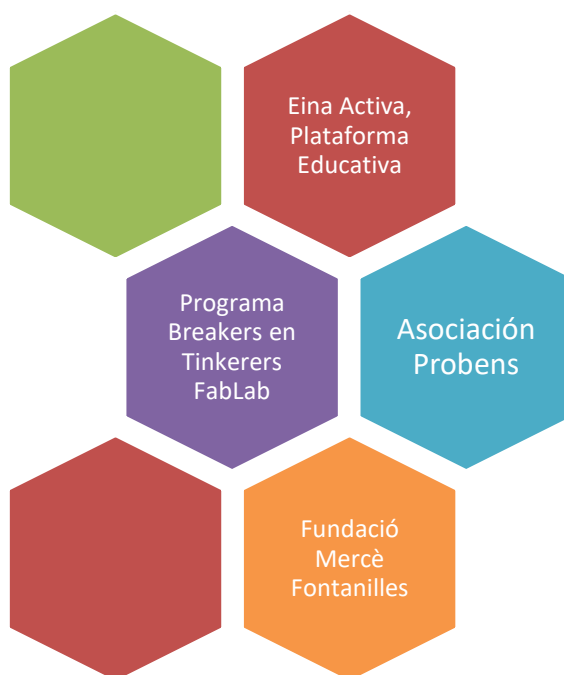 Eina Activa,
Plataforma
Educativa
Programa
Breakers en
Tinkerers
FabLab
Asociación
Probens
Fundació
Mercè
Fontanilles